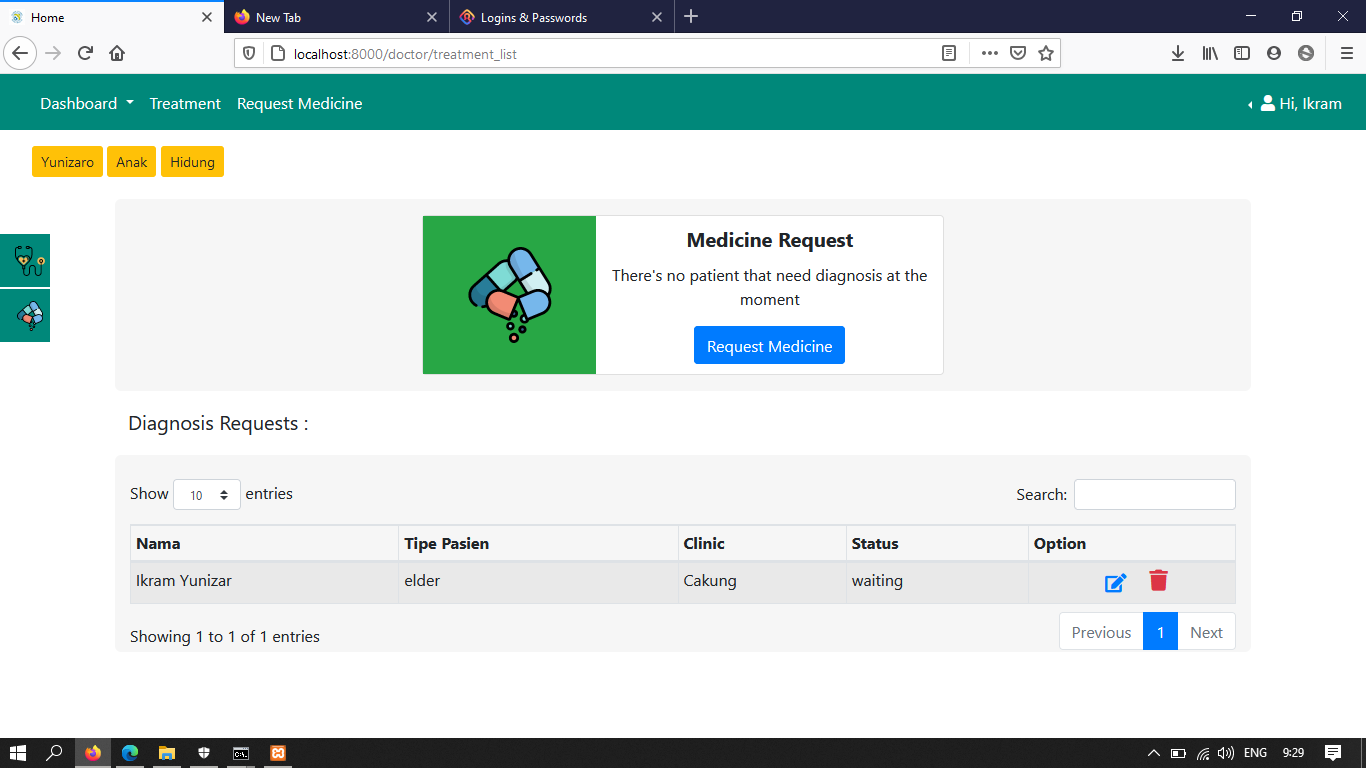 Home
New Tab
Logins & Passwords
localhost:8000/doctor/treatment_list
Dashboard Treatment Request Medicine Hi, Ikram
Yunizaro Anak Hidung
Medicine Request
There's no patient that need diagnosis at the
moment
Request Medicine
Diagnosis Requests :
Show 10 entries Search:
Nama Tipe Pasien Clinic Status Option
Ikram Yunizar elder Cakung waiting
Showing 1 to 1 of 1 entries Previous 1 Next
ENG 9:29